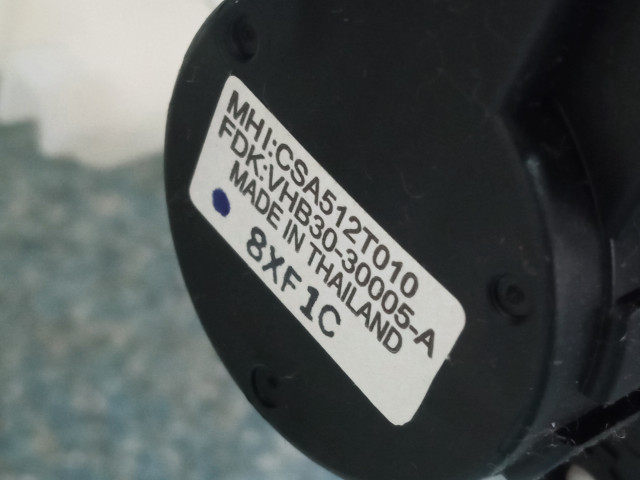 MHI:CSA512T010
FDK:VHB30-30005-A
MADE IN THAILAND
8XF1C